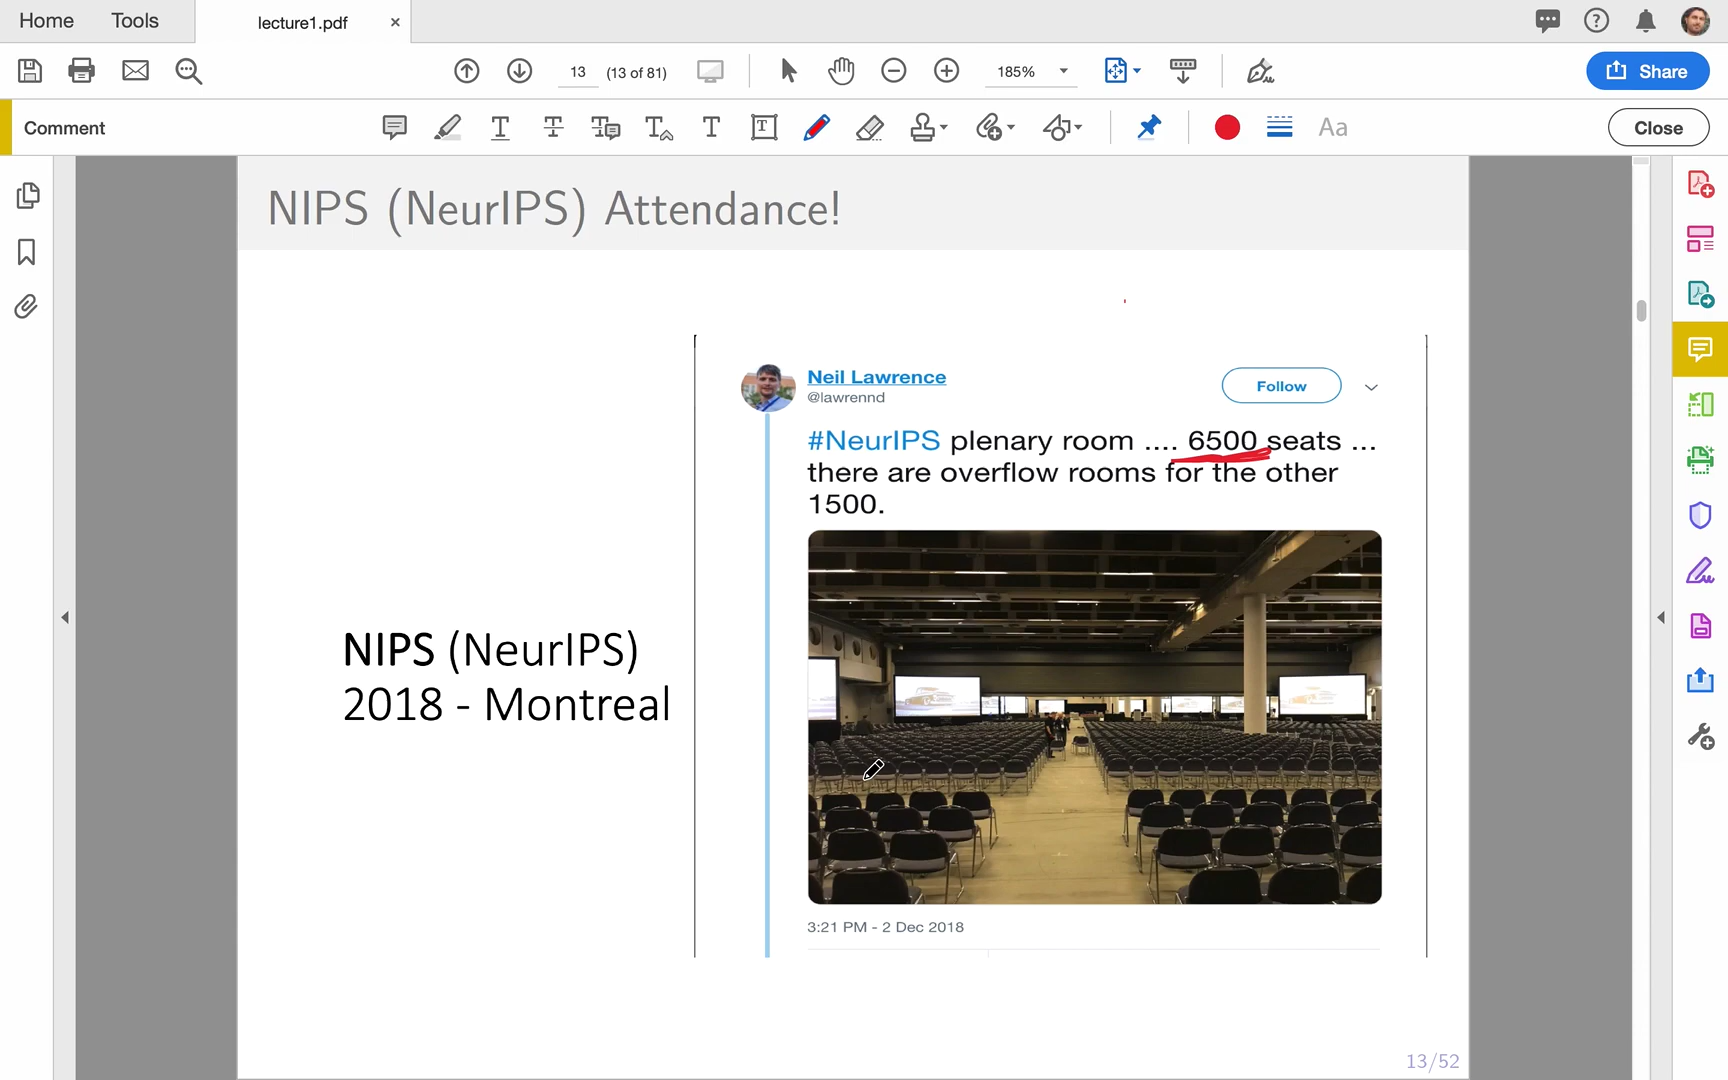 Home Tools lecture1.pdf ×
13 (13 of 81) 185% Share
Comment Aa Close
NIPS (NeurIPS) Attendance!
Neil Lawrence
@lawrennd
Follow
#NeurIPS plenary room .... 6500 seats ...
there are overflow rooms for the other
1500.
NIPS (NeurIPS)
2018 - Montreal
3:21 PM - 2 Dec 2018
13/52